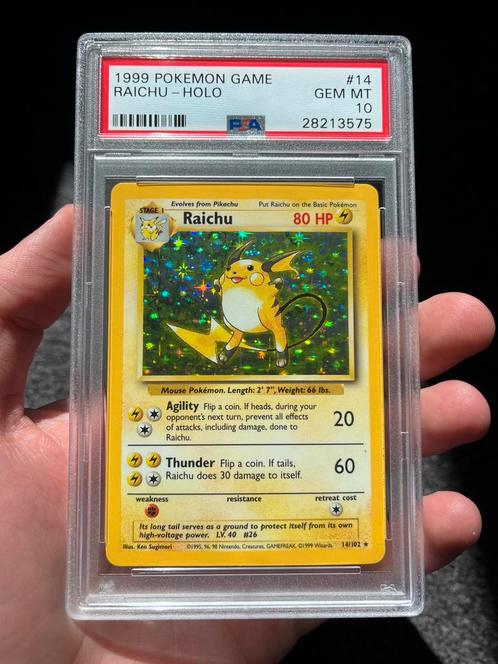 1999 POKEMON GAME #14
RAICHU – HOLO GEM MT
10
PSA 28213575
STAGE 1 Evolves from Pikachu Put Raichu on the Basic Pokémon
Raichu 80 HP
Mouse Pokémon. Length: 2' 7", Weight: 66 lbs.
Agility Flip a coin. If heads, during your
opponent's next turn, prevent all effects
of attacks, including damage, done to
Raichu.
20
Thunder Flip a coin. If tails,
Raichu does 30 damage to itself.
60
weakness resistance retreat cost
Its long tail serves as a ground to protect itself from its own
high-voltage power. LV. 40 #26
Illus. Ken Sugimori ©1995, 96, 98 Nintendo, Creatures, GAMEFREAK. ©1999 Wizards. 14/102 ★